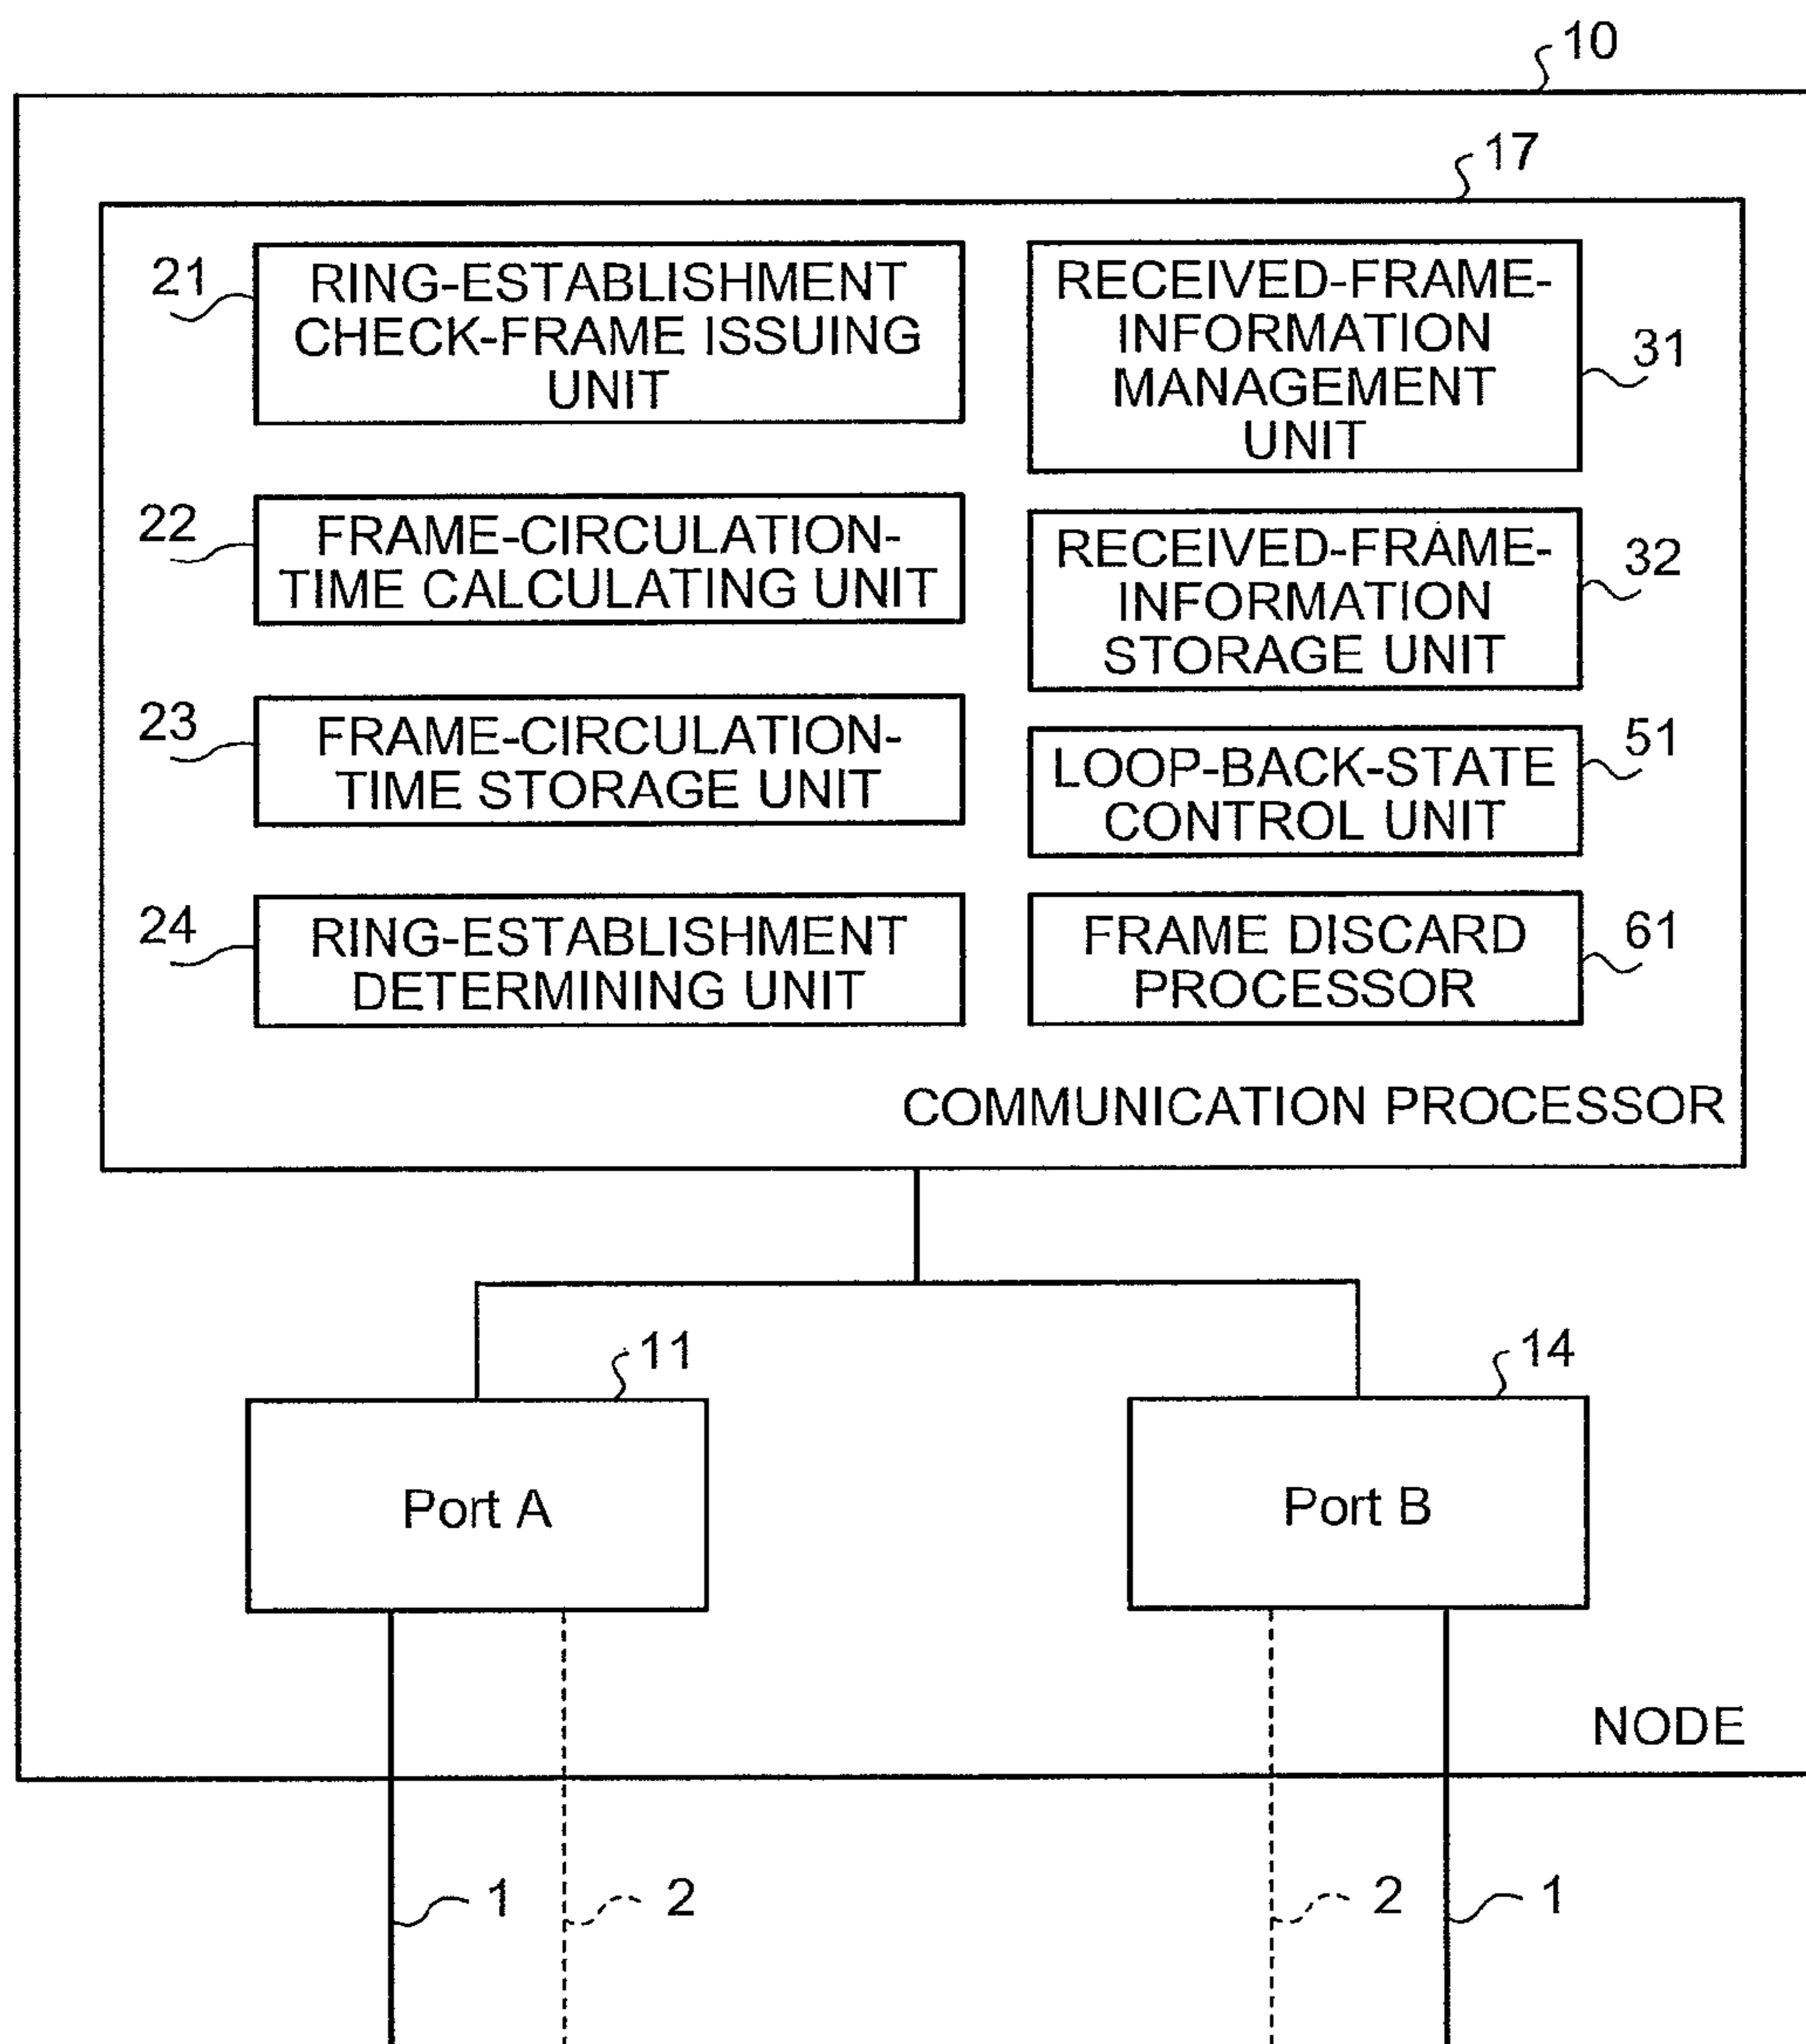 10
17
21
RING-ESTABLISHMENT
CHECK-FRAME ISSUING
UNIT
RECEIVED-FRAME-
INFORMATION
MANAGEMENT
UNIT
31
22
FRAME-CIRCULATION-
TIME CALCULATING UNIT
RECEIVED-FRAME-
INFORMATION
STORAGE UNIT
32
23
FRAME-CIRCULATION-
TIME STORAGE UNIT
LOOP-BACK-STATE
CONTROL UNIT
51
24
RING-ESTABLISHMENT
DETERMINING UNIT
FRAME DISCARD
PROCESSOR
61
COMMUNICATION PROCESSOR
11
14
Port A
Port B
NODE
1
2
2
1